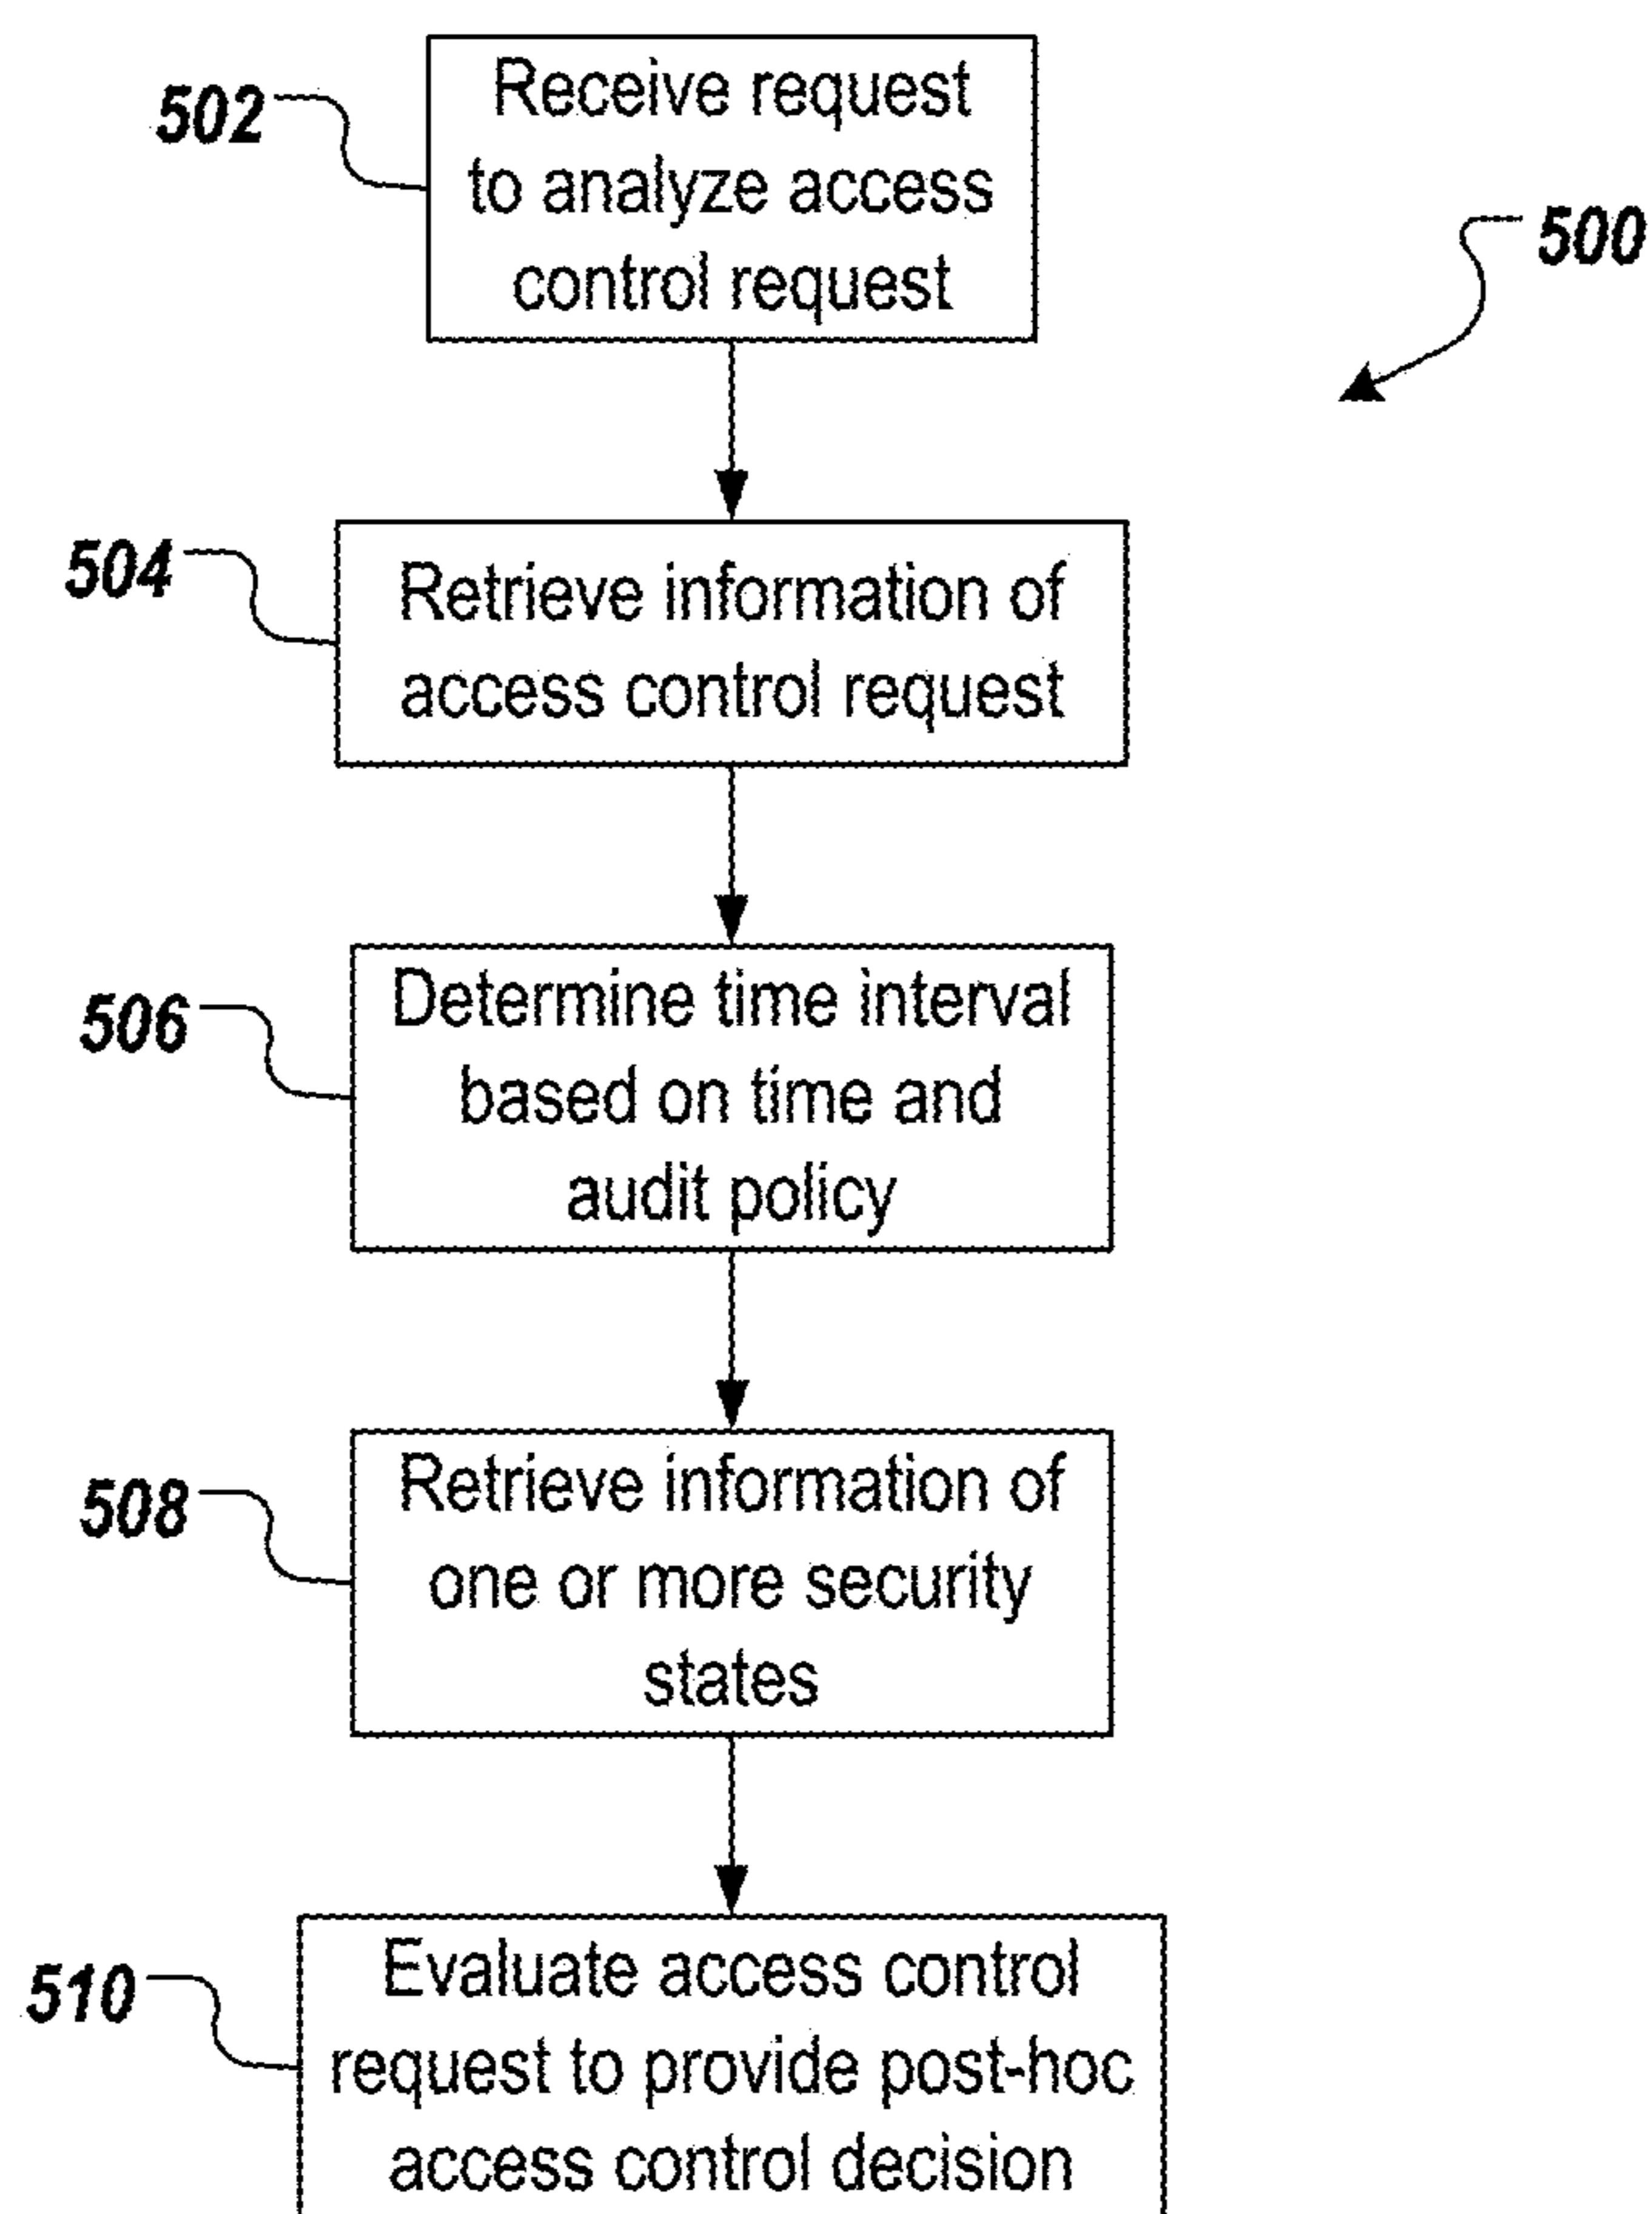 502
Receive request
to analyze access
control request
500
504
Retrieve information of
access control request
506
Determine time interval
based on time and
audit policy
508
Retrieve information of
one or more security
states
510
Evaluate access control
request to provide post-hoc
access control decision